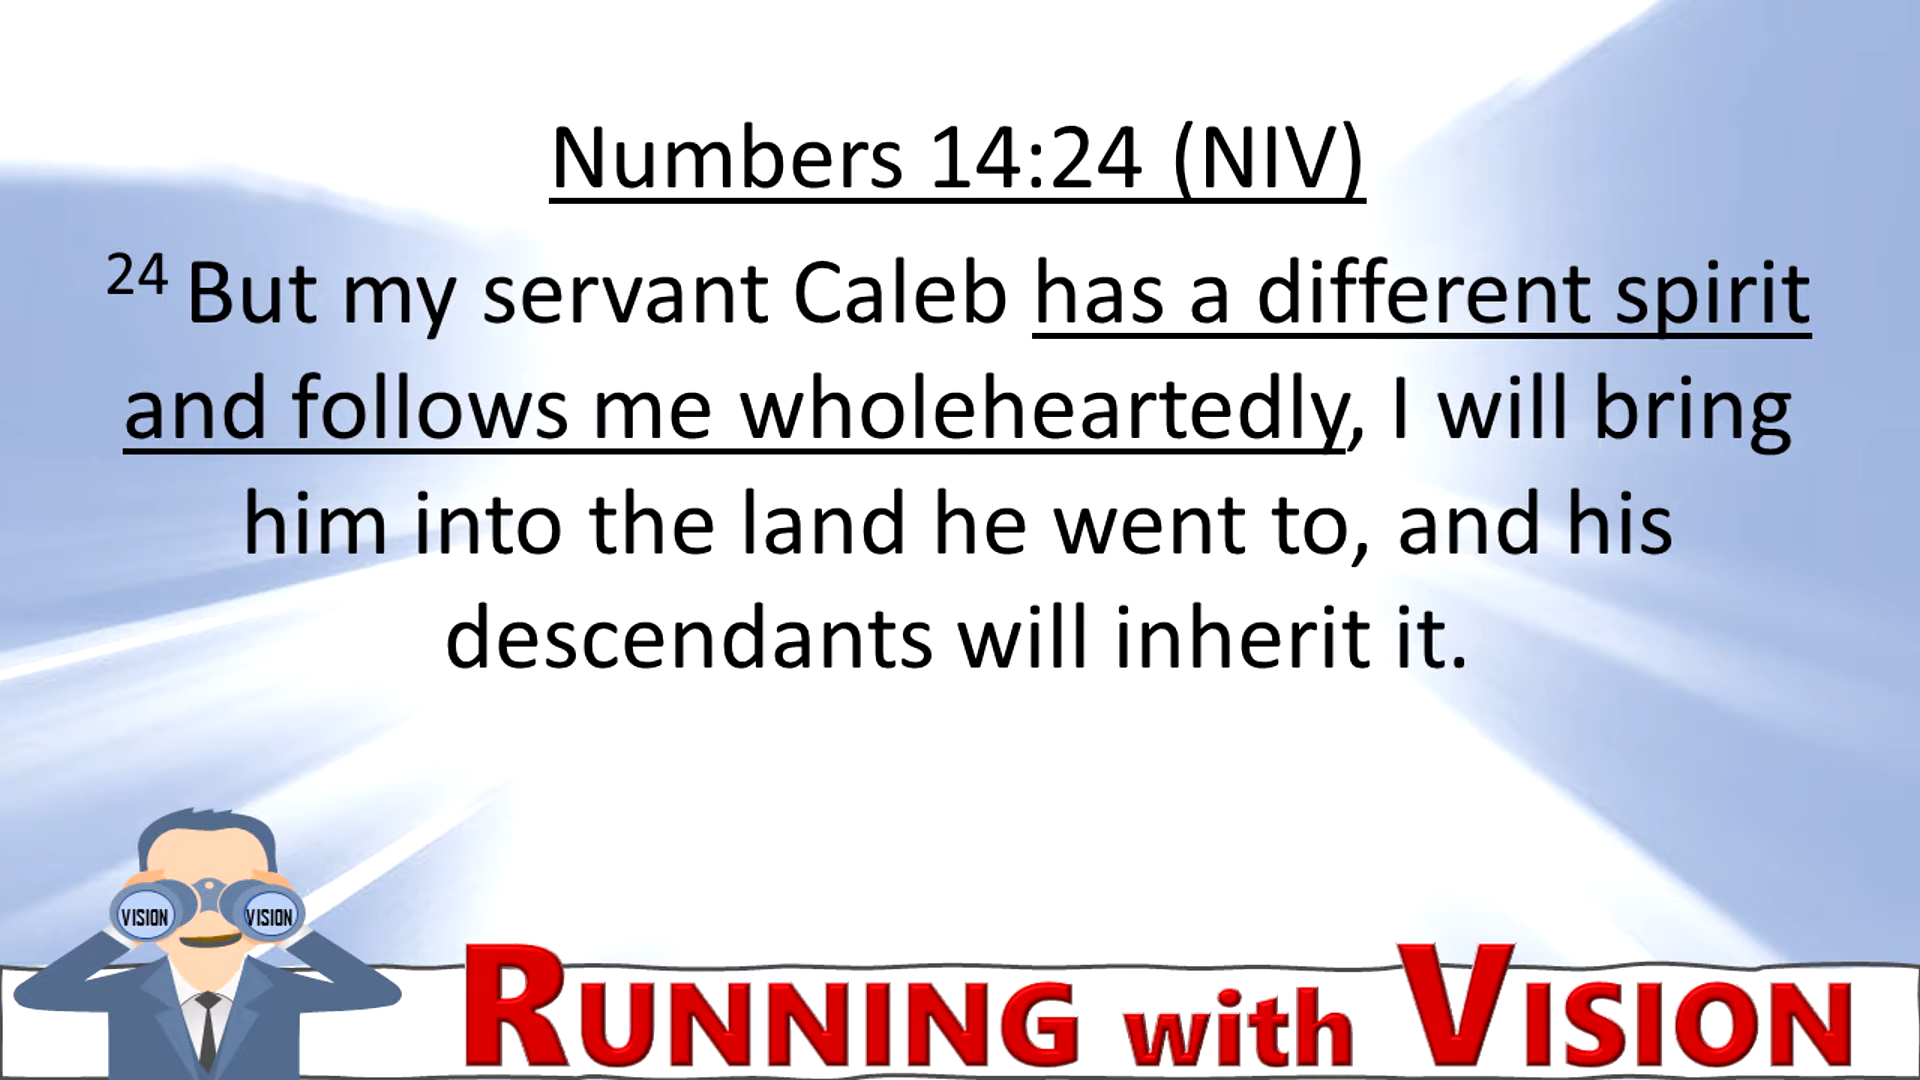 Numbers 14:24 (NIV)
24 But my servant Caleb has a different spirit
and follows me wholeheartedly, I will bring
him into the land he went to, and his
descendants will inherit it.
VISION VISION
RUNNING with VISION